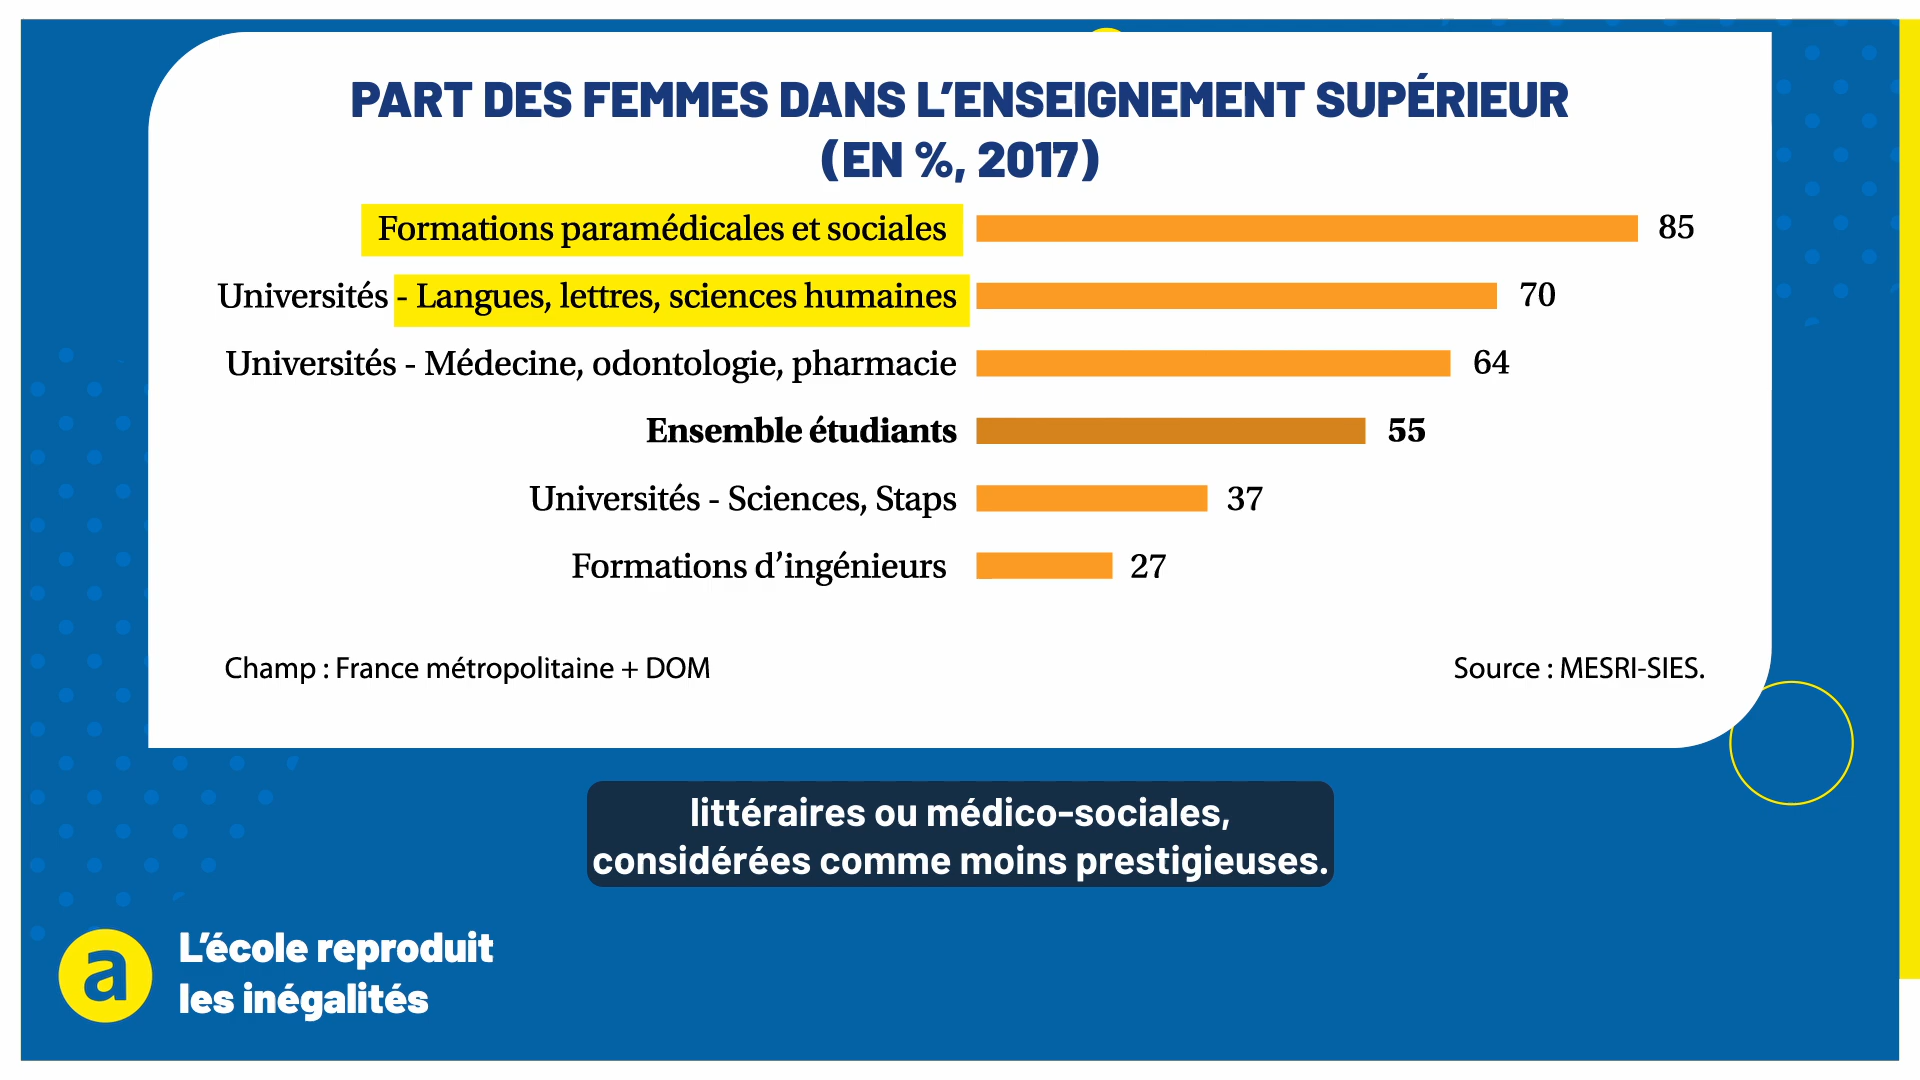 PART DES FEMMES DANS L’ENSEIGNEMENT SUPÉRIEUR
(EN %, 2017)
Formations paramédicales et sociales 85
Universités - Langues, lettres, sciences humaines 70
Universités - Médecine, odontologie, pharmacie 64
Ensemble étudiants 55
Universités - Sciences, Staps 37
Formations d’ingénieurs 27
Champ : France métropolitaine + DOM
Source : MESRI-SIES.
littéraires ou médico-sociales,
considérées comme moins prestigieuses.
a
L’école reproduit
les inégalités